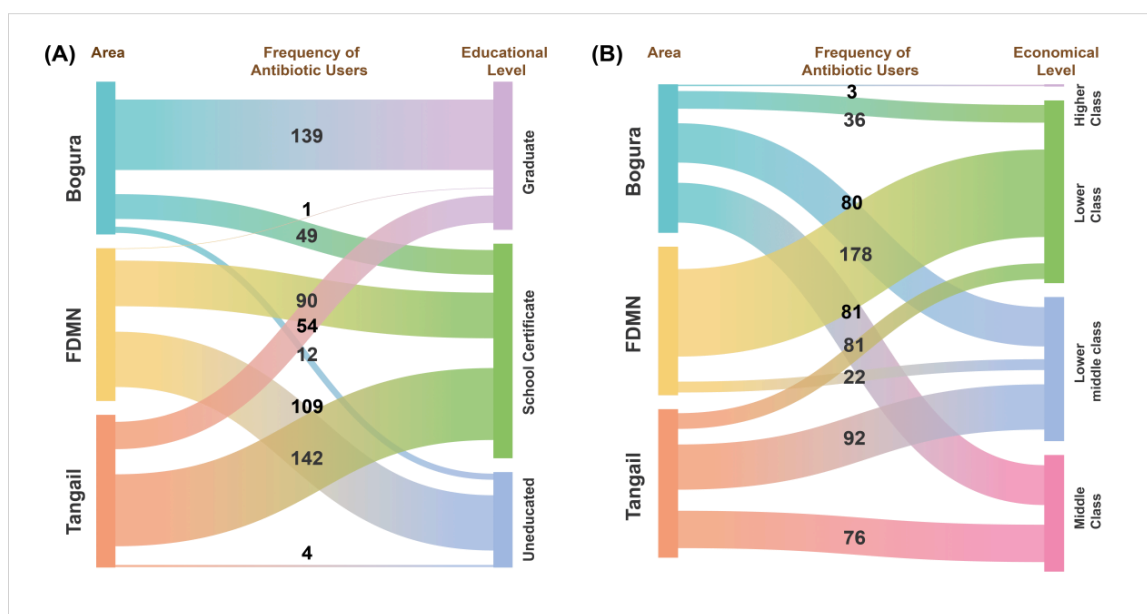 (A)
Area
Frequency of
Antibiotic Users
Educational
Level
Bogura
FDMN
Tangail
139
1
49
90
54
12
109
142
4
Graduate
School Certificate
Uneducated
(B)
Area
Frequency of
Antibiotic Users
Economical
Level
Bogura
FDMN
Tangail
3
36
80
178
81
81
22
92
76
Higher
Class
Lower
Class
Lower
middle class
Middle
Class